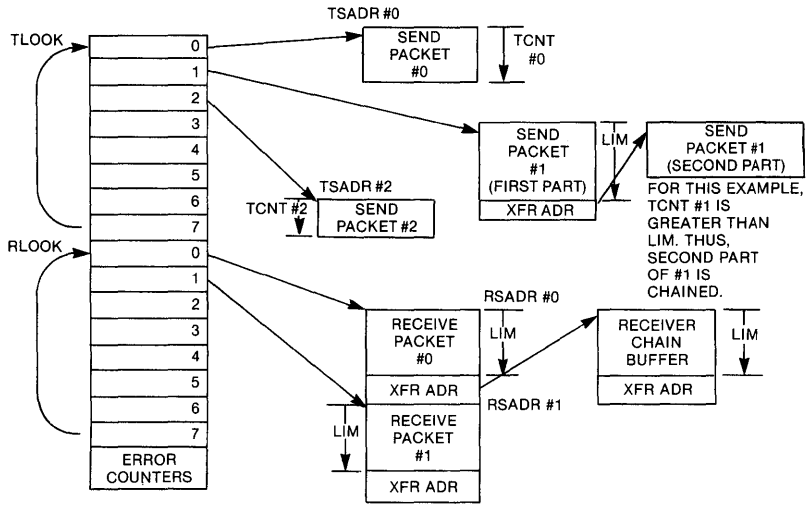 TSADR #0
TLOOK
0
SEND
PACKET
#0
TCNT
#0
1
2
3
4
5
6
7
SEND
PACKET
#1
(FIRST PART)
XFR ADR
LIM
SEND
PACKET #1
(SECOND PART)
FOR THIS EXAMPLE,
TCNT #1 IS
GREATER THAN
LIM. THUS,
SECOND PART
OF #1 IS
CHAINED.
TSADR #2
TCNT #2
SEND
PACKET #2
RLOOK
0
1
2
3
4
5
6
7
ERROR
COUNTERS
RSADR #0
RECEIVE
PACKET
#0
XFR ADR
LIM
RECEIVER
CHAIN
BUFFER
XFR ADR
LIM
RSADR #1
LIM
RECEIVE
PACKET
#1
XFR ADR